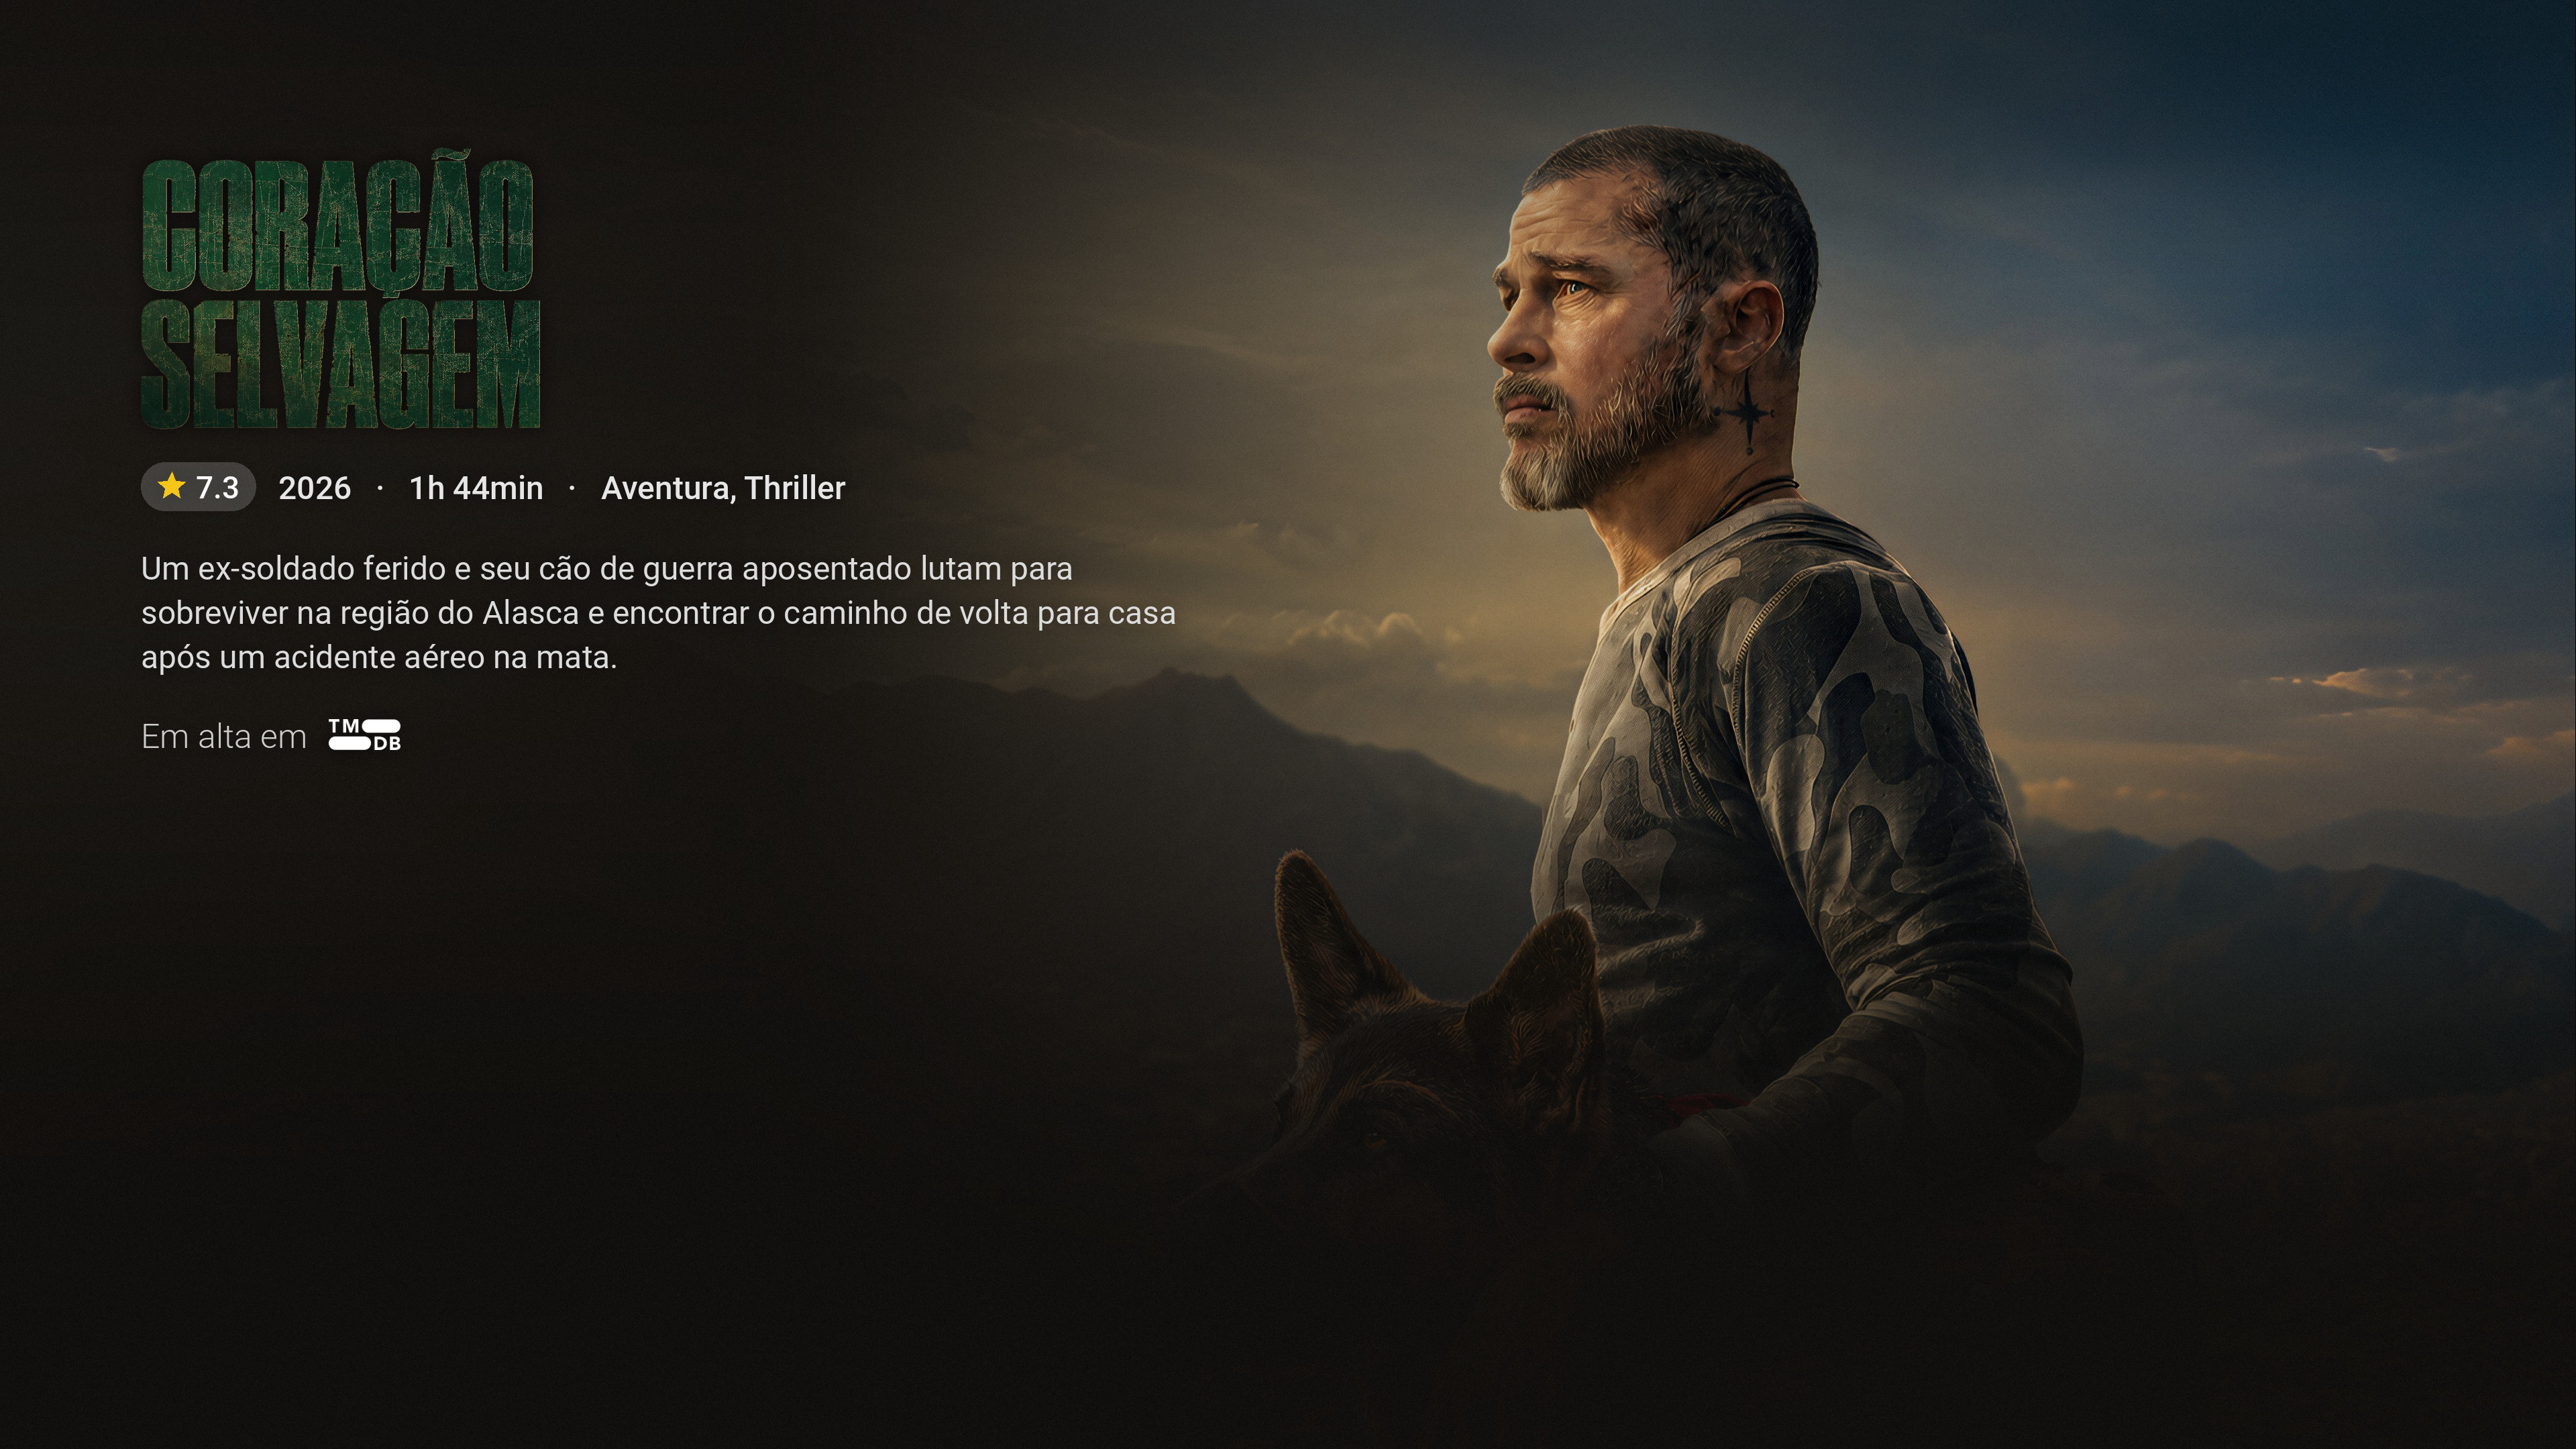 CORAÇÃO
SELVAGEM
7.3 2026 · 1h 44min · Aventura, Thriller
Um ex-soldado ferido e seu cão de guerra aposentado lutam para
sobreviver na região do Alasca e encontrar o caminho de volta para casa
após um acidente aéreo na mata.
Em alta em TMDB